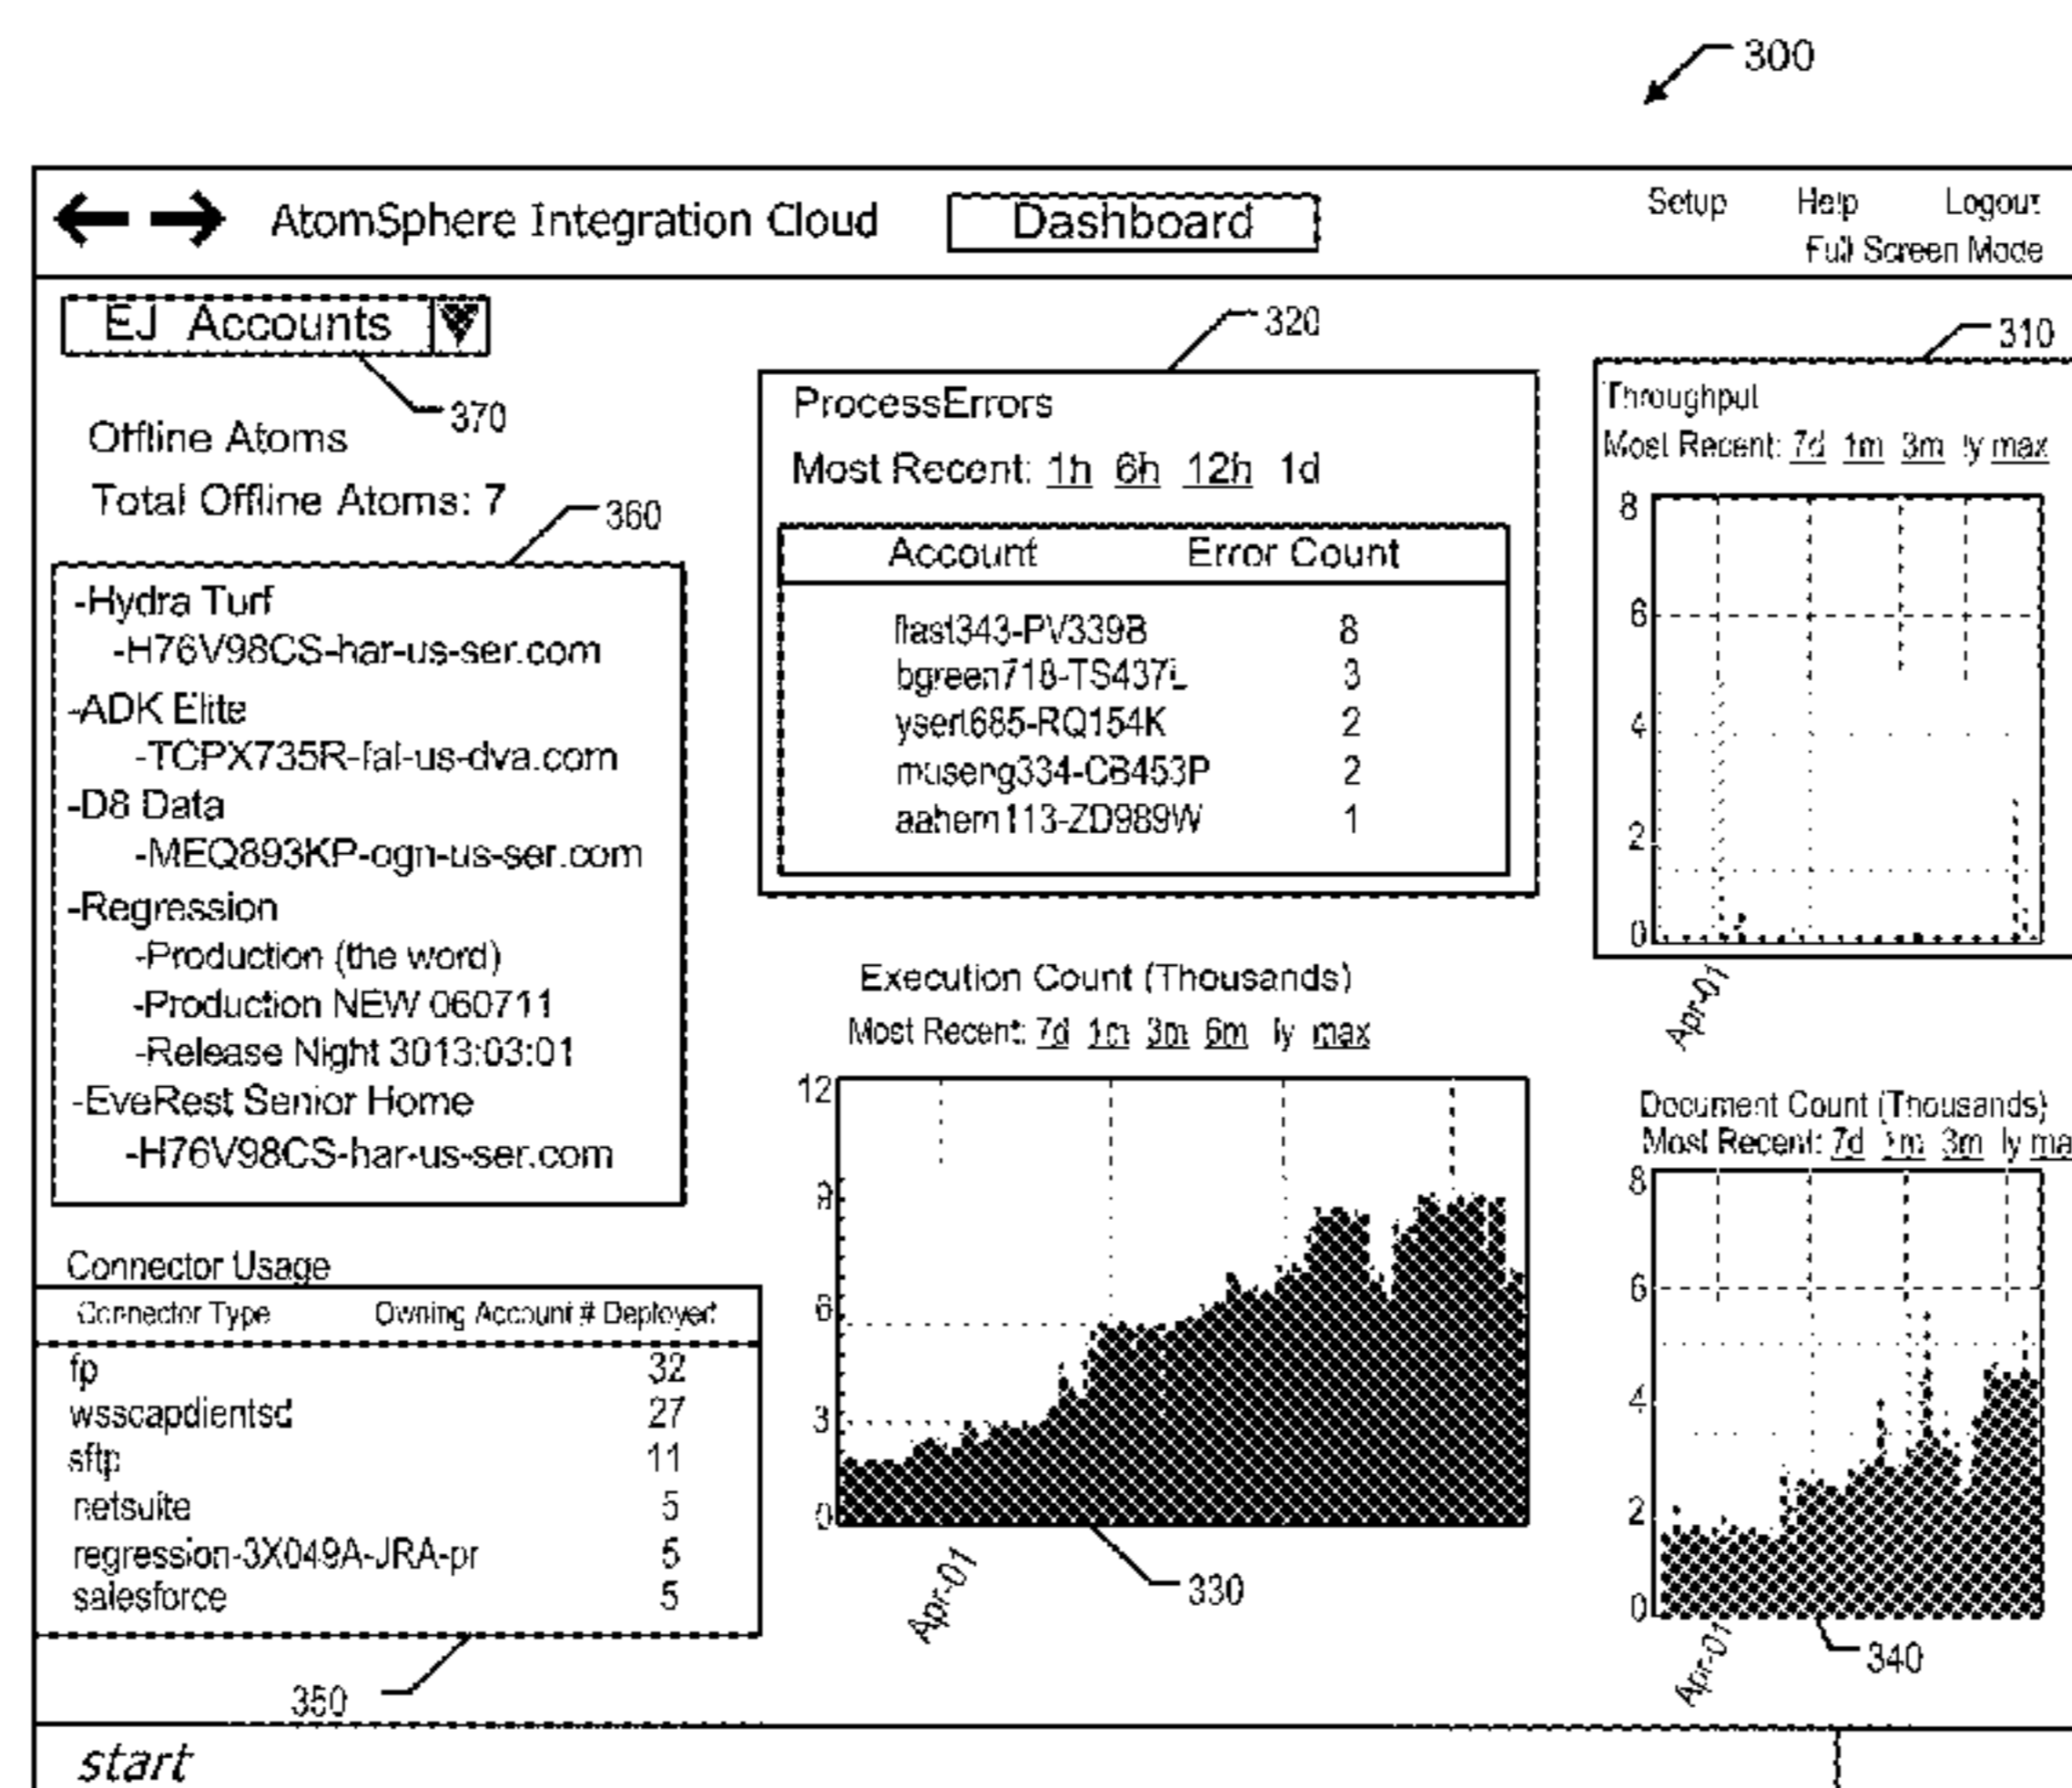 300
AtomSphere Integration Cloud Dashboard Setup Help Logout
Full Screen Mode
EJ Accounts
370
Offline Atoms
Total Offline Atoms: 7
360
-Hydra Turf
-H76V98CS-har-us-ser.com
-ADK Elite
-TCPX735R-fal-us-dva.com
-D8 Data
-MEQ893KP-ogn-us-ser.com
-Regression
-Production (the word)
-Production NEW 060711
-Release Night 3013:03:01
-EveRest Senior Home
-H76V98CS-har-us-ser.com
320
ProcessErrors
Most Recent: 1h 6h 12h 1d
Account Error Count
flast343-PV339B 8
bgreen718-TS437L 3
ysert685-RQ154K 2
museng334-CB453P 2
aahem113-ZD989W 1
310
Throughput
Most Recent: 7d 1m 3m ly max
8
6
4
2
0
Apr-01
Execution Count (Thousands)
Most Recent: 7d 1m 3m 6m ly max
12
9
6
3
0
Apr-01
330
Document Count (Thousands)
Most Recent: 7d 1m 3m ly ma
8
6
4
2
0
Apr-01
340
Connector Usage
Connector Type Owning Account # Deployed
fp 32
wsscapdientsd 27
sftp 11
netsuite 5
regression-3X049A-JRA-pr 5
salesforce 5
350
start